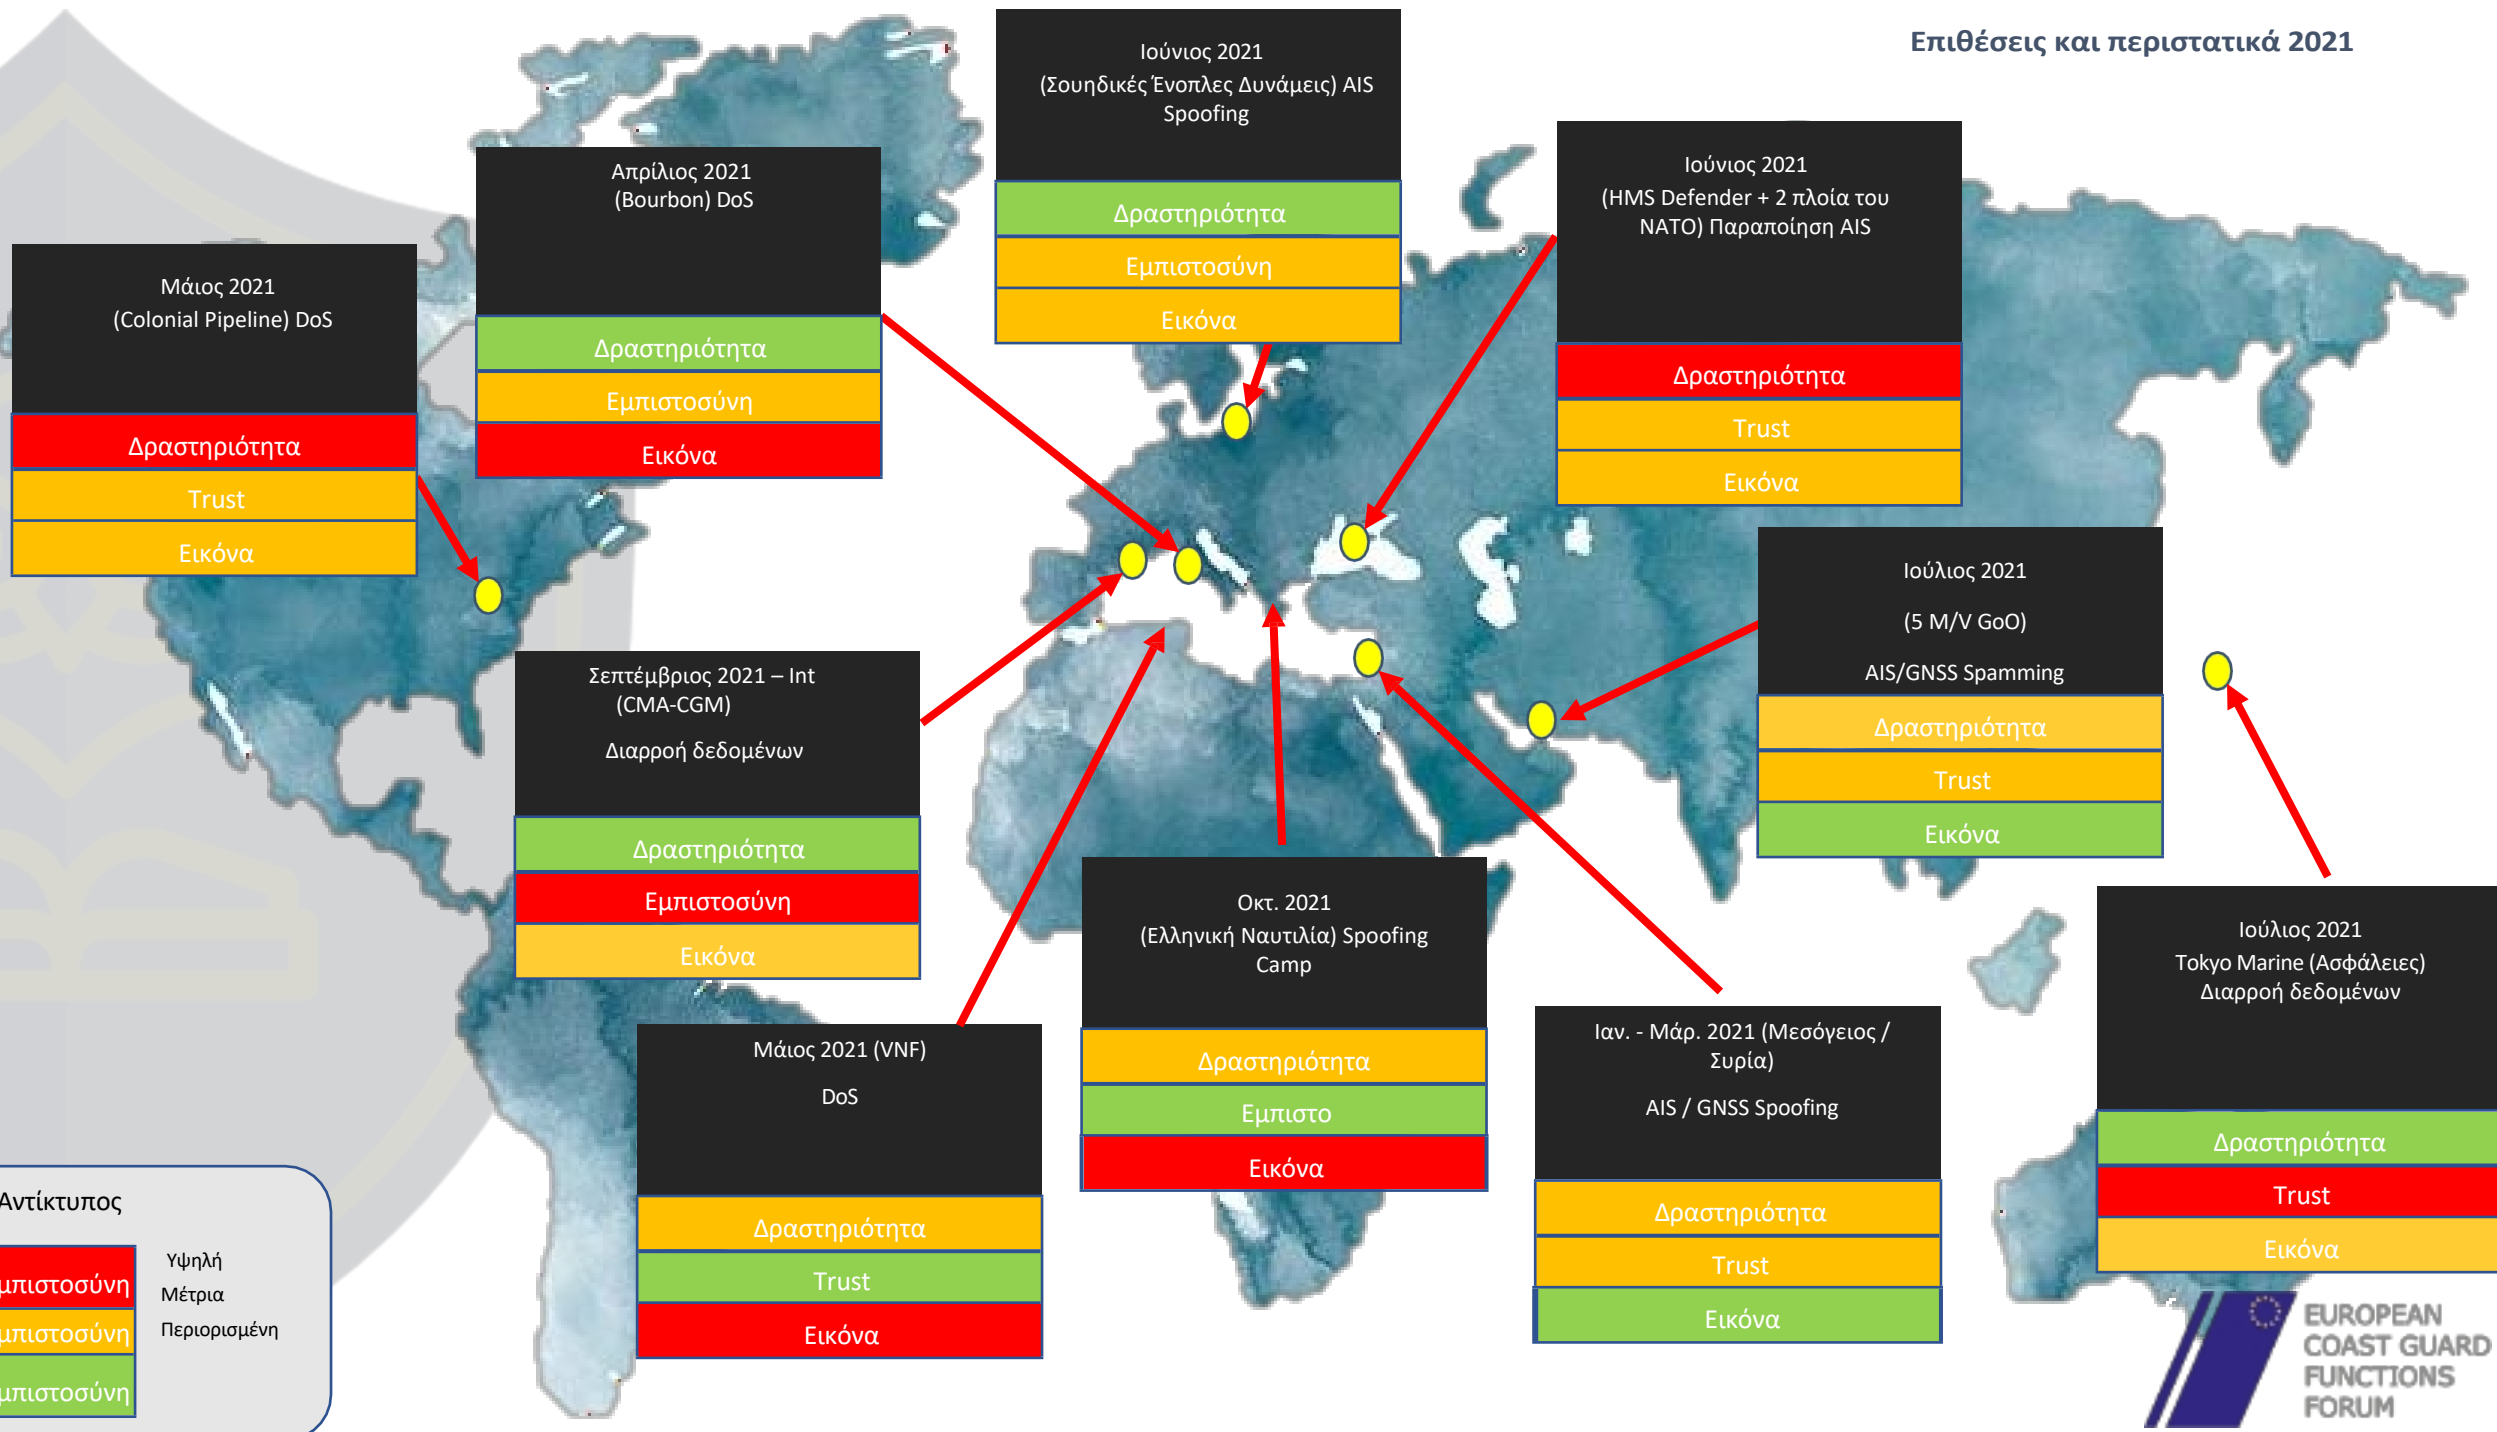 Επιθέσεις και περιστατικά 2021
Ιούνιος 2021
(Σουηδικές Ένοπλες Δυνάμεις) AIS
Spoofing
Δραστηριότητα
Εμπιστοσύνη
Εικόνα
Ιούνιος 2021
(HMS Defender + 2 πλοία του
NATO) Παραποίηση AIS
Δραστηριότητα
Trust
Εικόνα
Απρίλιος 2021
(Bourbon) DoS
Δραστηριότητα
Εμπιστοσύνη
Εικόνα
Μάιος 2021
(Colonial Pipeline) DoS
Δραστηριότητα
Trust
Εικόνα
Ιούλιος 2021
(5 M/V GoO)
AIS/GNSS Spamming
Δραστηριότητα
Trust
Εικόνα
Σεπτέμβριος 2021 – Int
(CMA-CGM)
Διαρροή δεδομένων
Δραστηριότητα
Εμπιστοσύνη
Εικόνα
Οκτ. 2021
(Ελληνική Ναυτιλία) Spoofing
Camp
Δραστηριότητα
Εμπιστο
Εικόνα
Ιούλιος 2021
Tokyo Marine (Ασφάλειες)
Διαρροή δεδομένων
Δραστηριότητα
Trust
Εικόνα
Μάιος 2021 (VNF)
DoS
Δραστηριότητα
Trust
Εικόνα
Ιαν. - Μάρ. 2021 (Μεσόγειος /
Συρία)
AIS / GNSS Spoofing
Δραστηριότητα
Trust
Εικόνα
Αντίκτυπος
μπιστοσύνη
Υψηλή
Μέτρια
μπιστοσύνη
Περιορισμένη
μπιστοσύνη
EUROPEAN
COAST GUARD
FUNCTIONS
FORUM